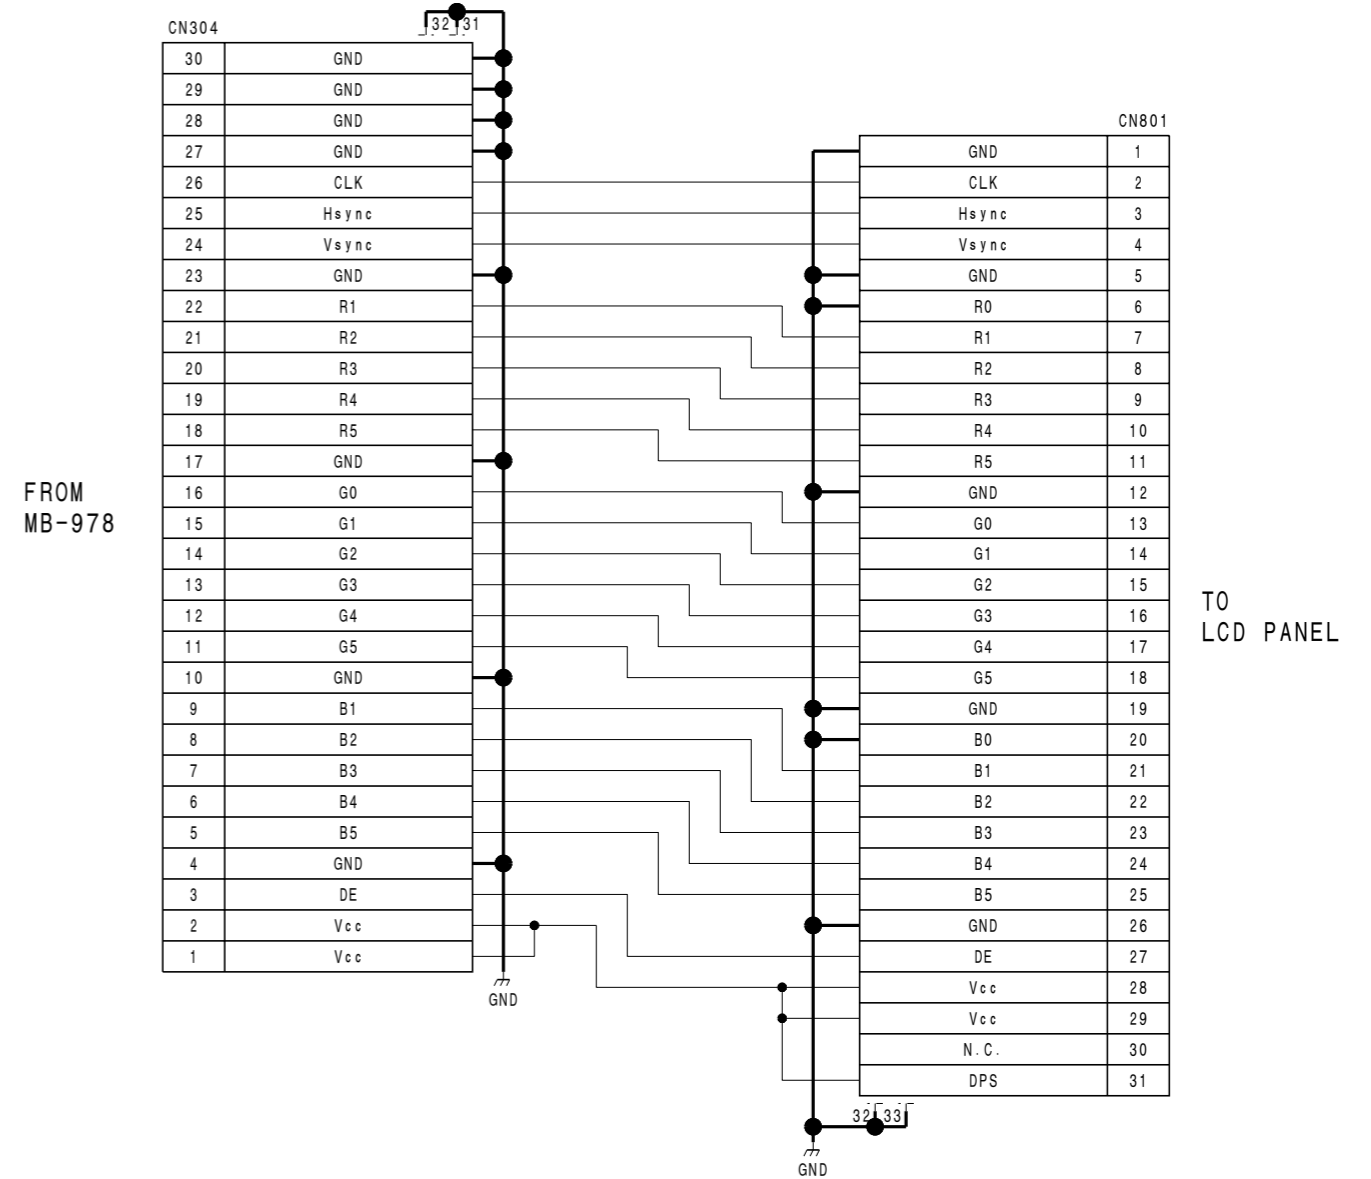 32 31
CN304
30 GND
29 GND
28 GND
27 GND
26 CLK
25 Hsync
24 Vsync
23 GND
22 R1
21 R2
20 R3
19 R4
18 R5
17 GND
16 G0
15 G1
14 G2
13 G3
12 G4
11 G5
10 GND
9 B1
8 B2
7 B3
6 B4
5 B5
4 GND
3 DE
2 Vcc
1 Vcc
GND
FROM
MB-978
CN801
GND 1
CLK 2
Hsync 3
Vsync 4
GND 5
R0 6
R1 7
R2 8
R3 9
R4 10
R5 11
GND 12
G0 13
G1 14
G2 15
G3 16
G4 17
G5 18
GND 19
B0 20
B1 21
B2 22
B3 23
B4 24
B5 25
GND 26
DE 27
Vcc 28
Vcc 29
N.C. 30
DPS 31
32 33
GND
TO
LCD PANEL